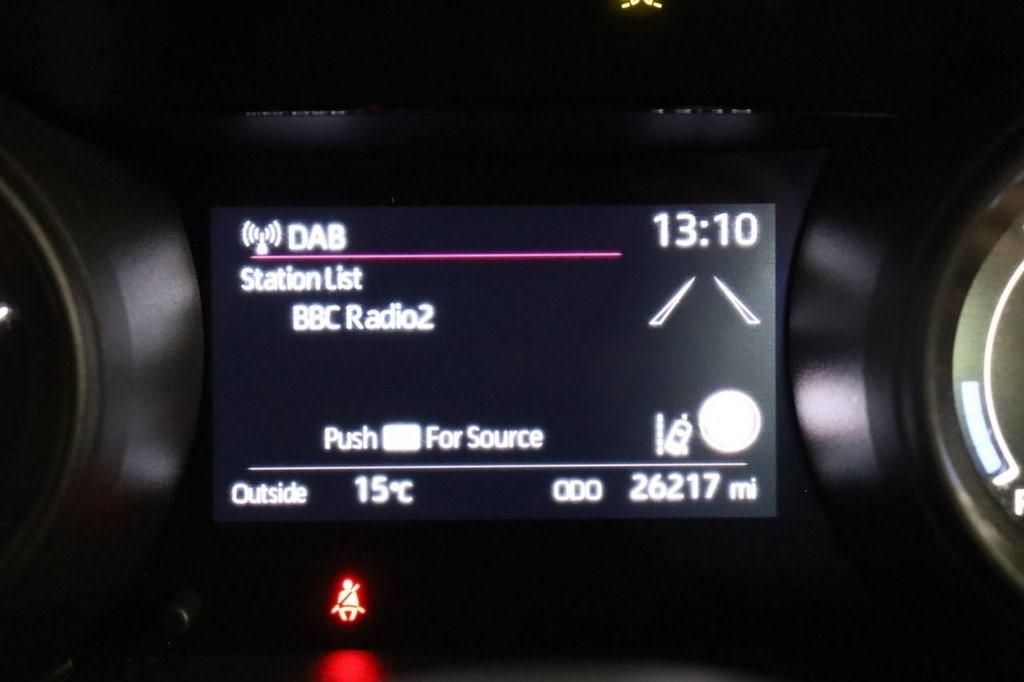 DAB 13:10
Station List
BBC Radio2
Push For Source
Outside 15°C ODO 26217 mi